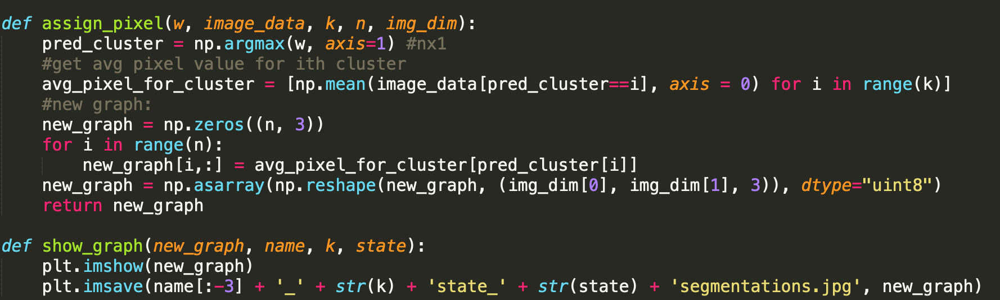 def assign_pixel(w, image_data, k, n, img_dim):
    pred_cluster = np.argmax(w, axis=1) #nx1
    #get avg pixel value for ith cluster
    avg_pixel_for_cluster = [np.mean(image_data[pred_cluster==i], axis = 0) for i in range(k)]
    #new graph:
    new_graph = np.zeros((n, 3))
    for i in range(n):
        new_graph[i,:] = avg_pixel_for_cluster[pred_cluster[i]]
    new_graph = np.asarray(np.reshape(new_graph, (img_dim[0], img_dim[1], 3)), dtype="uint8")
    return new_graph

def show_graph(new_graph, name, k, state):
    plt.imshow(new_graph)
    plt.imsave(name[:-3] + '_' + str(k) + 'state_' + str(state) + 'segmentations.jpg', new_graph)